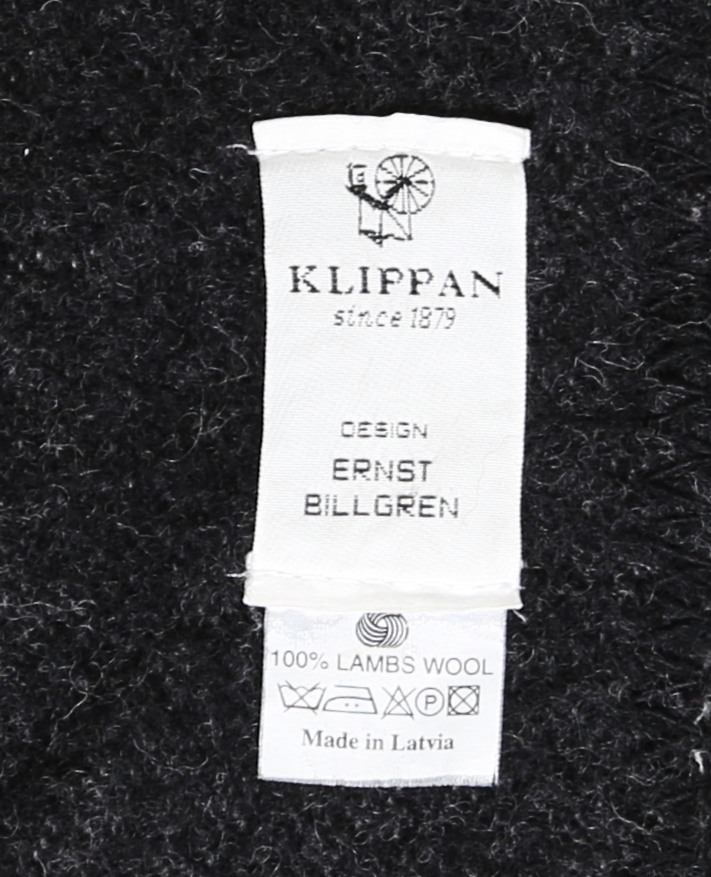 KLIPPAN
since 1879
DESIGN
ERNST
BILLGREN
100% LAMBS WOOL
P
Made in Latvia